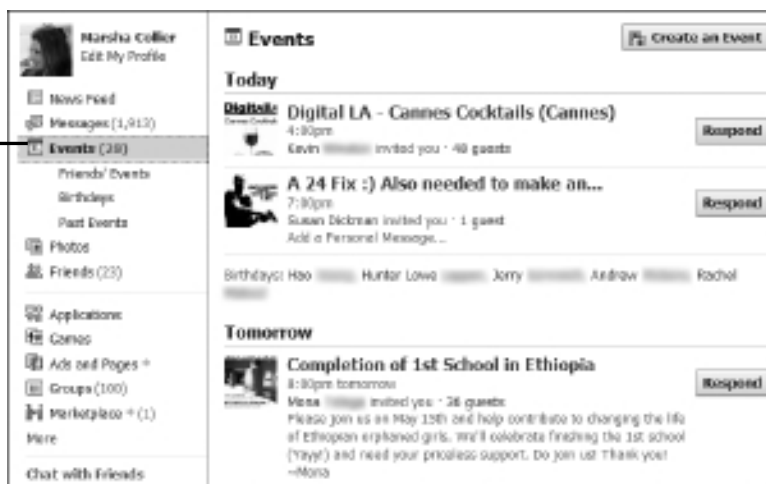 Marsha Collier
Edit My Profile
News Feed
Messages (1,913)
Events (28)
Friends' Events
Birthdays
Past Events
Photos
Friends (23)
Applications
Games
Ads and Pages
Groups (100)
Marketplace (1)
More
Chat with Friends
Events
Create an Event
Today
Digital LA - Cannes Cocktails (Cannes)
4:00pm
Kevin invited you · 48 guests
Respond
A 24 Fix :) Also needed to make an...
7:00pm
Susan Dickman invited you · 1 guest
Add a Personal Message...
Respond
Birthdays: Hao Hunter Lowe Jerry Andrew Rachel
Tomorrow
Completion of 1st School in Ethiopia
8:00pm tomorrow
Mona invited you · 36 guests
Please join us on May 15th and help contribute to changing the life
of Ethiopian orphaned girls. We'll celebrate finishing the 1st school
(Yayy!) and need your priceless support. Do join us! Thank you!
~Mona
Respond